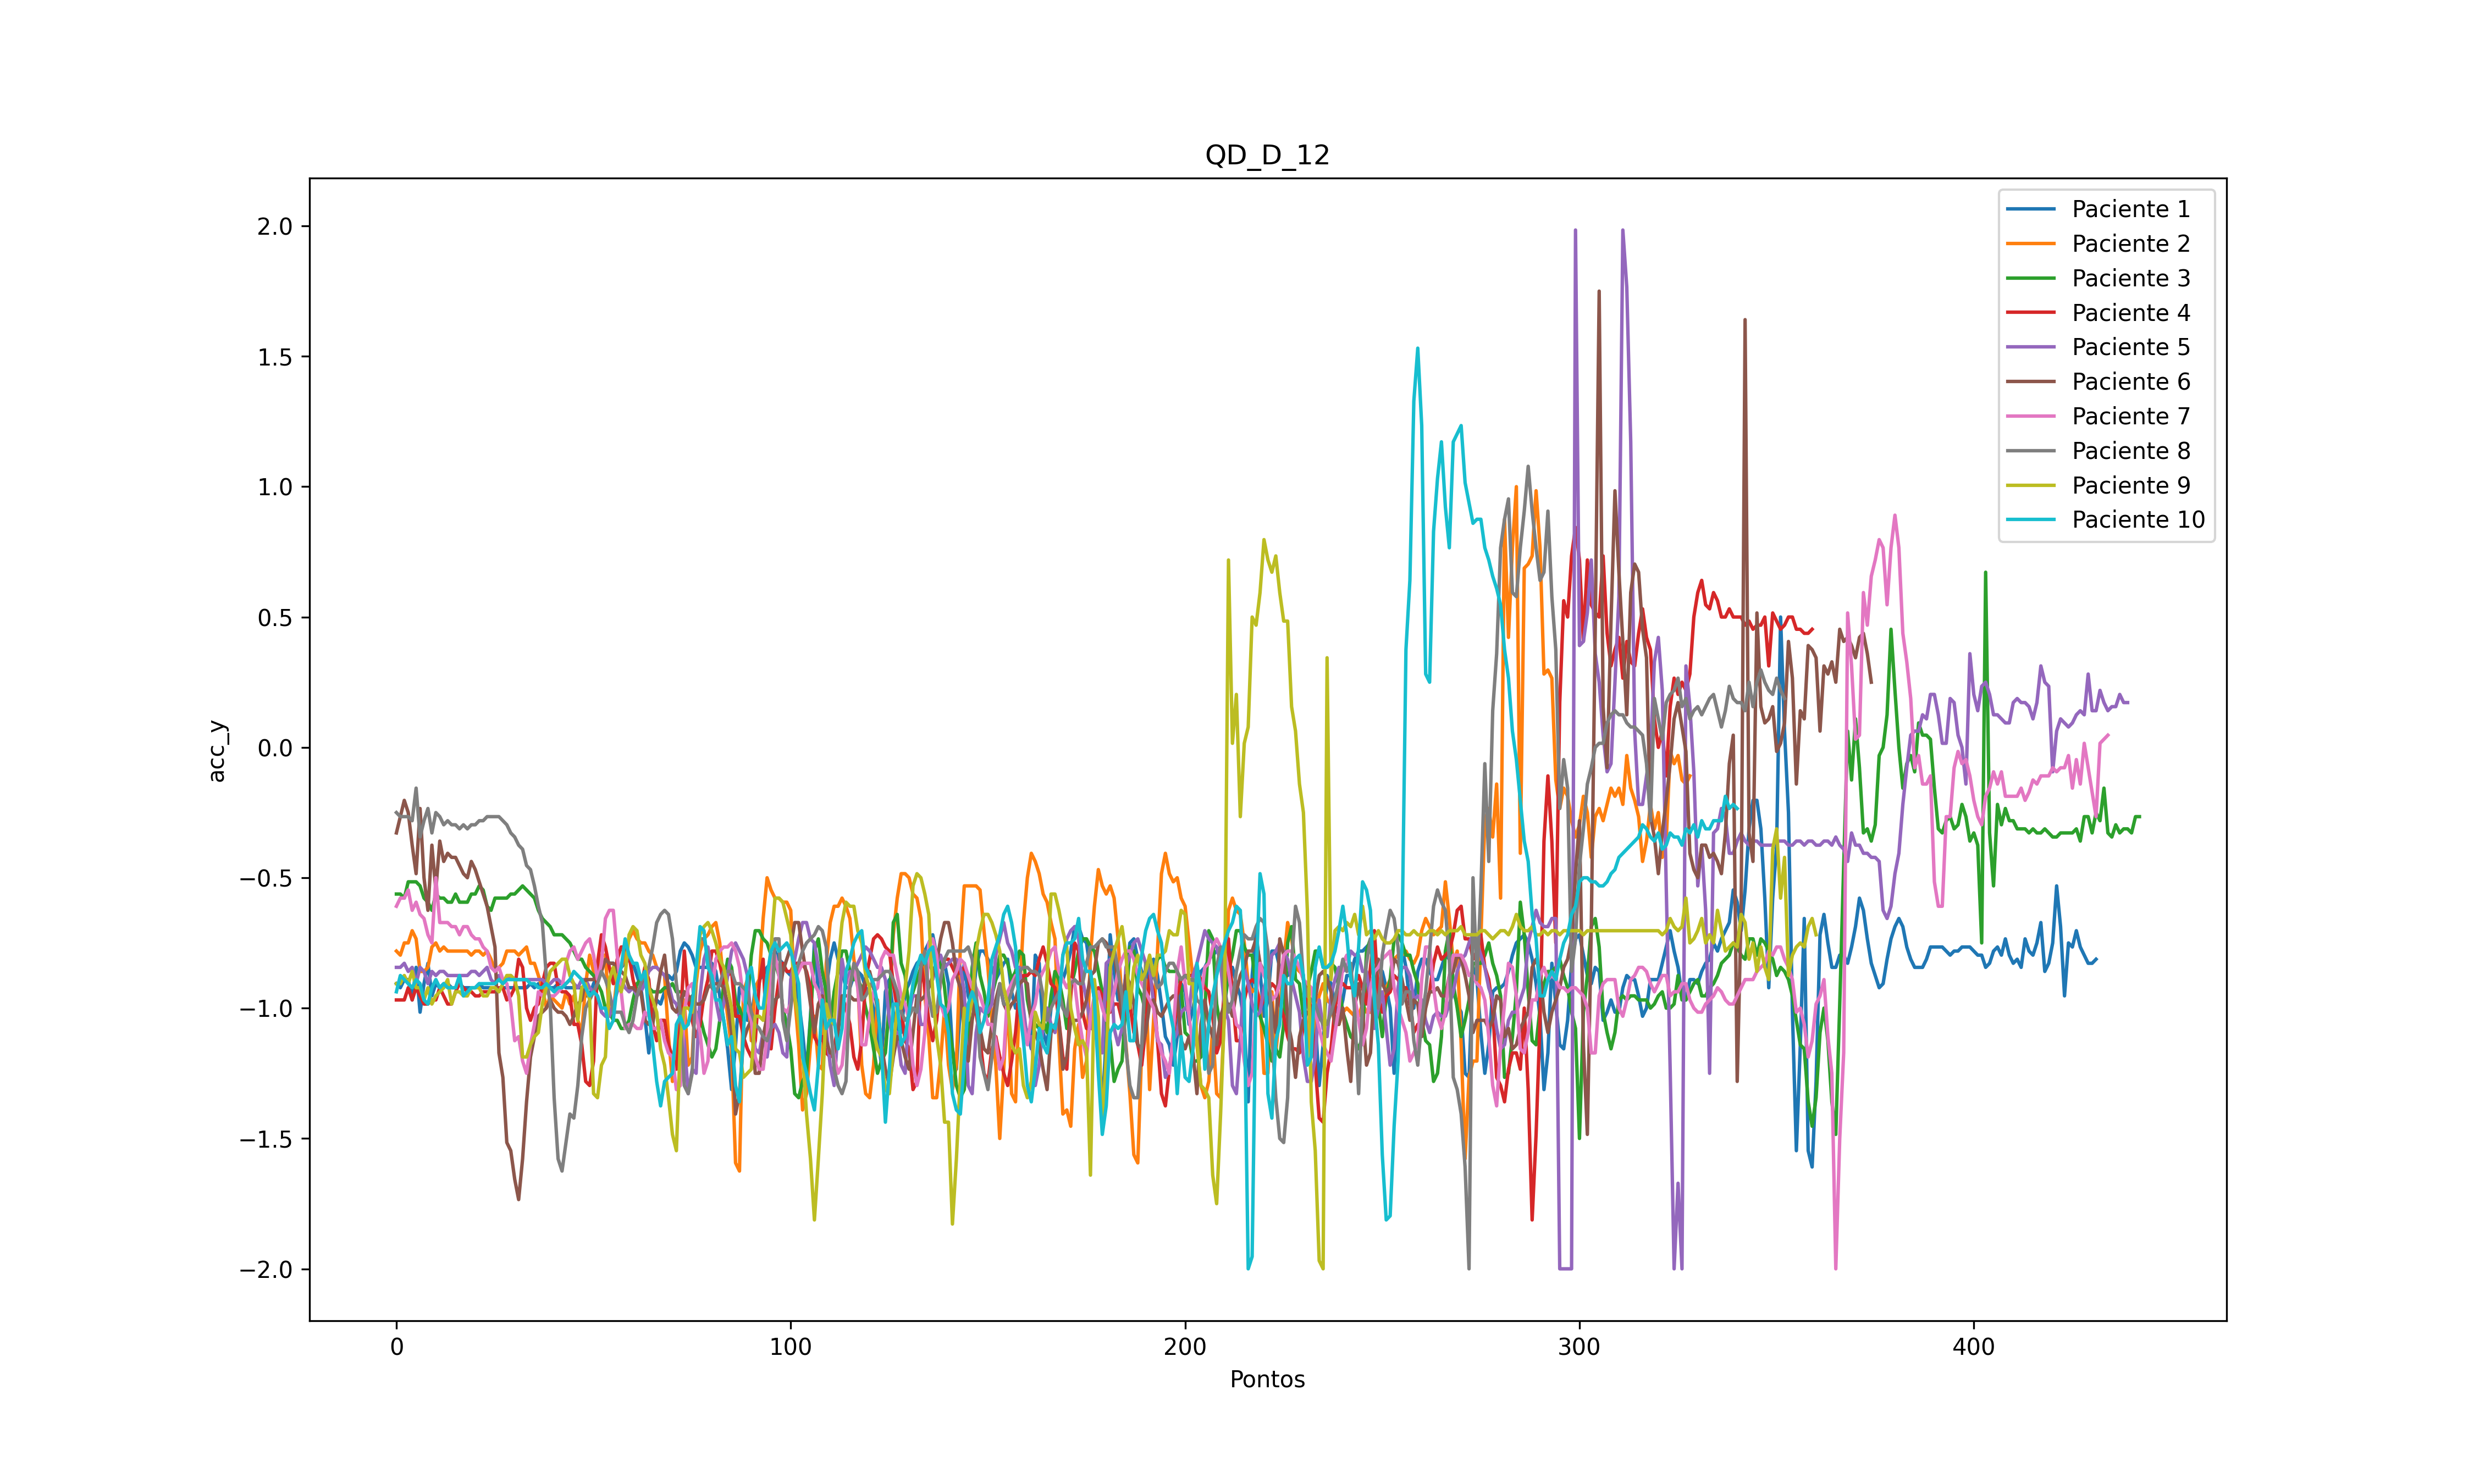 QD_D_12
2.0
1.5
1.0
0.5
0.0
−0.5
−1.0
−1.5
−2.0
acc_y
0 100 200 300 400
Pontos
Paciente 1
Paciente 2
Paciente 3
Paciente 4
Paciente 5
Paciente 6
Paciente 7
Paciente 8
Paciente 9
Paciente 10